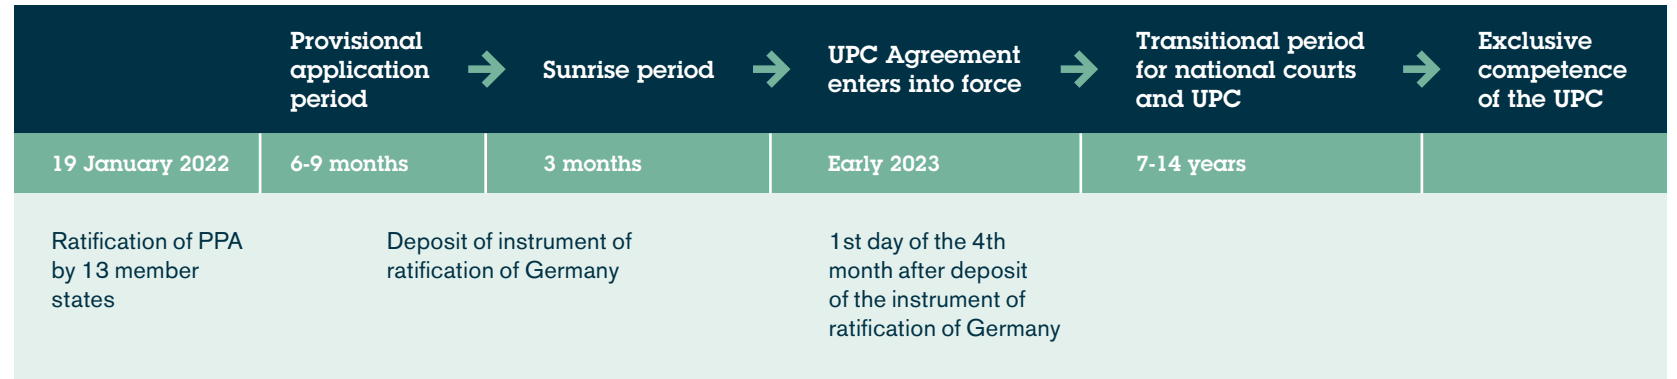 Provisional
application
period
Sunrise period
UPC Agreement
enters into force
Transitional period
for national courts
and UPC
Exclusive
competence
of the UPC
19 January 2022
6-9 months
3 months
Early 2023
7-14 years
Ratification of PPA
by 13 member
states
Deposit of instrument of
ratification of Germany
1st day of the 4th
month after deposit
of the instrument of
ratification of Germany